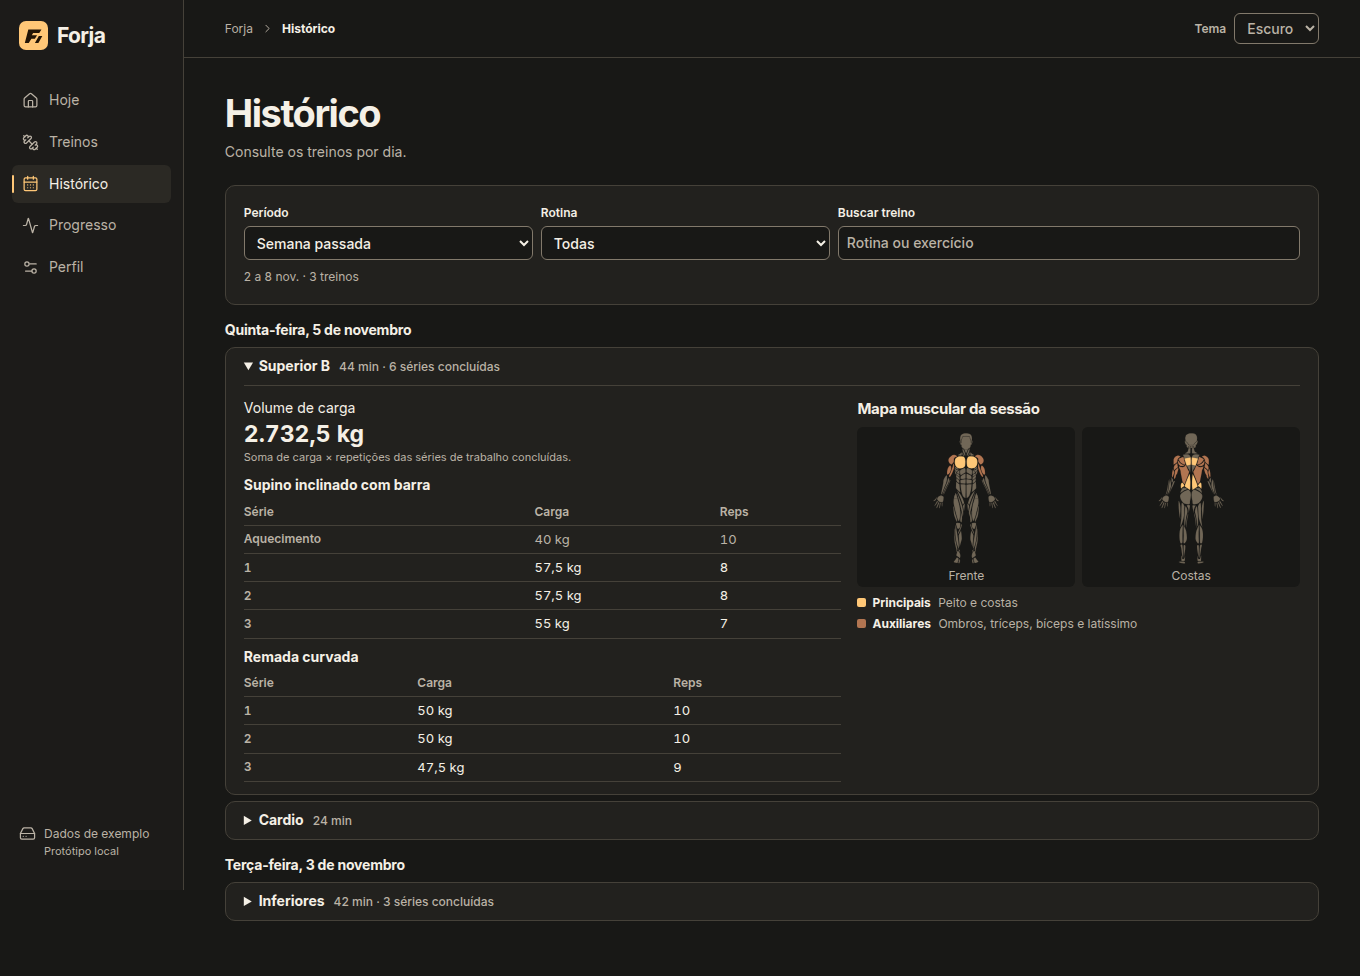 Forja
Hoje
Treinos
Histórico
Progresso
Perfil
Dados de exemplo
Protótipo local
Forja > Histórico
Tema Escuro
Histórico
Consulte os treinos por dia.
Período Rotina Buscar treino
Semana passada Todas Rotina ou exercício
2 a 8 nov. · 3 treinos
Quinta-feira, 5 de novembro
Superior B 44 min · 6 séries concluídas
Volume de carga
2.732,5 kg
Soma de carga × repetições das séries de trabalho concluídas.
Supino inclinado com barra
Série Carga Reps
Aquecimento 40 kg 10
1 57,5 kg 8
2 57,5 kg 8
3 55 kg 7
Remada curvada
Série Carga Reps
1 50 kg 10
2 50 kg 10
3 47,5 kg 9
Mapa muscular da sessão
Frente Costas
Principais Peito e costas
Auxiliares Ombros, tríceps, bíceps e latíssimo
Cardio 24 min
Terça-feira, 3 de novembro
Inferiores 42 min · 3 séries concluídas